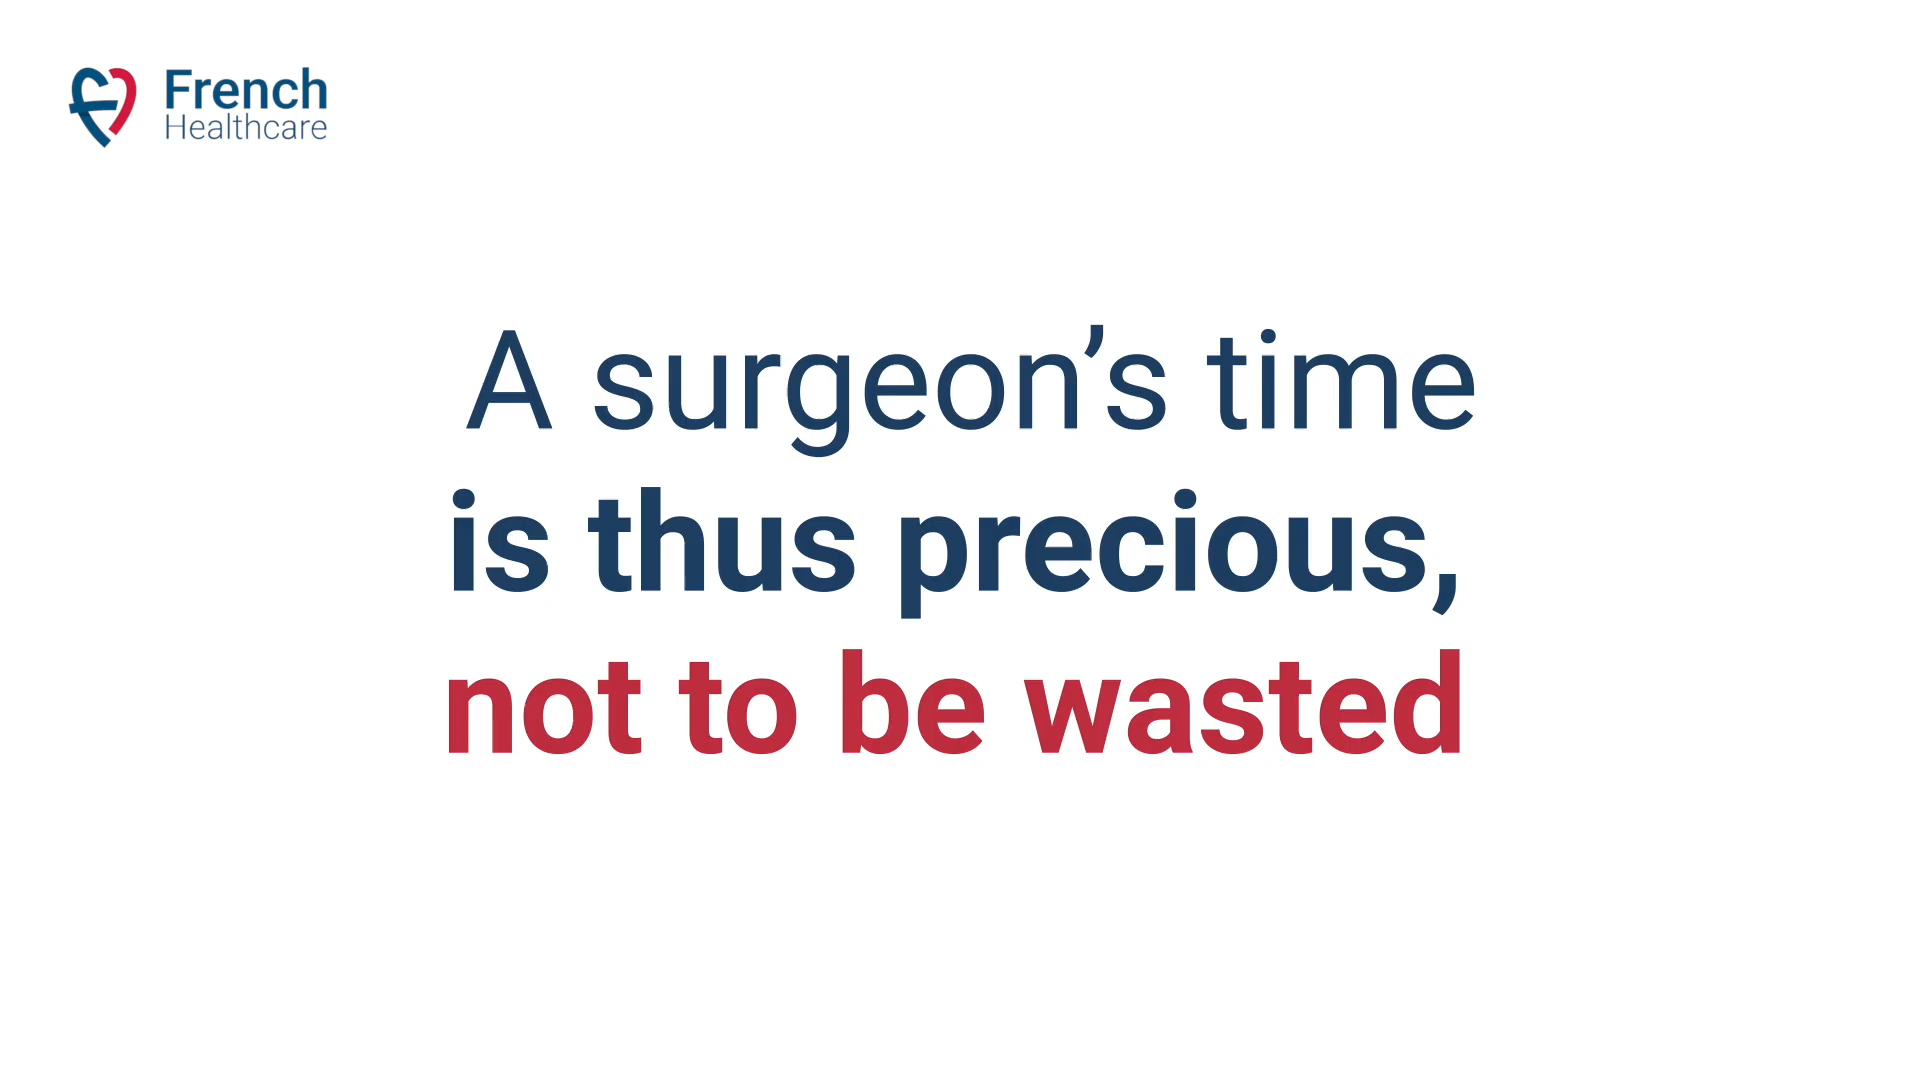 French
Healthcare
A surgeon’s time
is thus precious,
not to be wasted